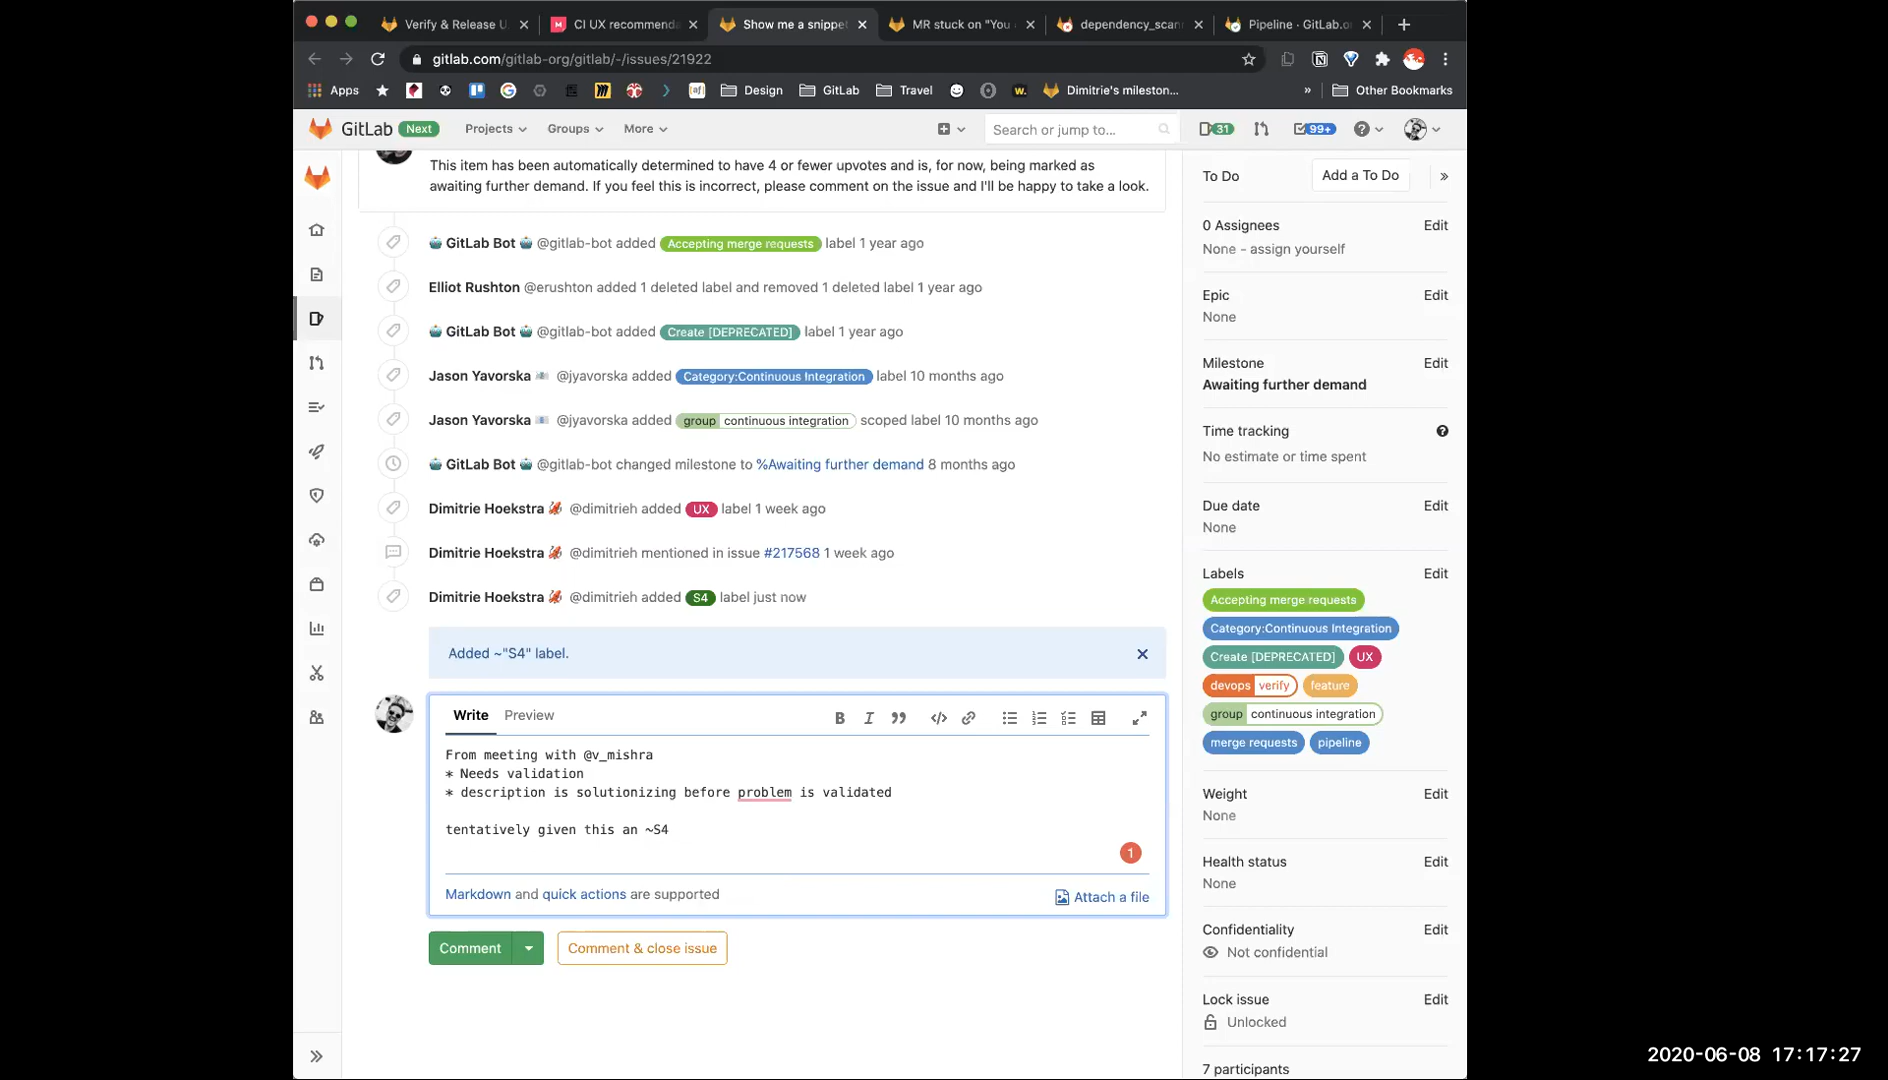 Verify & Release U
CI UX recommenda
Show me a snippet
MR stuck on "You
dependency_scan
Pipeline · GitLab.o
gitlab.com/gitlab-org/gitlab/-/issues/21922
Apps
Design
GitLab
Travel
Dimitrie's mileston...
Other Bookmarks
GitLab Next
Projects
Groups
More
Search or jump to...
31
99+
This item has been automatically determined to have 4 or fewer upvotes and is, for now, being marked as
awaiting further demand. If you feel this is incorrect, please comment on the issue and I'll be happy to take a look.
GitLab Bot @gitlab-bot added Accepting merge requests label 1 year ago
Elliot Rushton @erushton added 1 deleted label and removed 1 deleted label 1 year ago
GitLab Bot @gitlab-bot added Create [DEPRECATED] label 1 year ago
Jason Yavorska @jyavorska added Category:Continuous Integration label 10 months ago
Jason Yavorska @jyavorska added group continuous integration scoped label 10 months ago
GitLab Bot @gitlab-bot changed milestone to %Awaiting further demand 8 months ago
Dimitrie Hoekstra @dimitrieh added UX label 1 week ago
Dimitrie Hoekstra @dimitrieh mentioned in issue #217568 1 week ago
Dimitrie Hoekstra @dimitrieh added S4 label just now
Added ~"S4" label.
Write
Preview
From meeting with @v_mishra
* Needs validation
* description is solutionizing before problem is validated
tentatively given this an ~S4
1
Markdown and quick actions are supported
Attach a file
Comment
Comment & close issue
To Do
Add a To Do
0 Assignees
Edit
None - assign yourself
Epic
Edit
None
Milestone
Edit
Awaiting further demand
Time tracking
No estimate or time spent
Due date
Edit
None
Labels
Edit
Accepting merge requests
Category:Continuous Integration
Create [DEPRECATED] UX
devops verify feature
group continuous integration
merge requests pipeline
Weight
Edit
None
Health status
Edit
None
Confidentiality
Edit
Not confidential
Lock issue
Edit
Unlocked
7 participants
2020-06-08 17:17:27